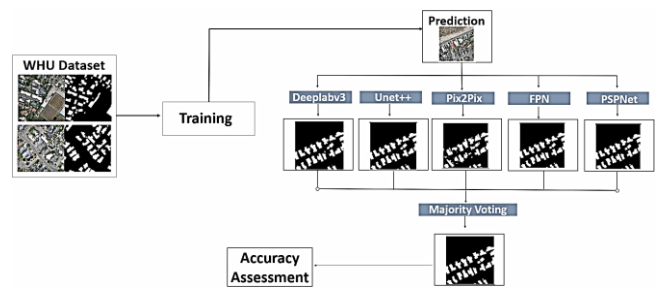 Prediction
WHU Dataset
Training
Deeplabv3
Unet++
Pix2Pix
FPN
PSPNet
Majority Voting
Accuracy
Assessment